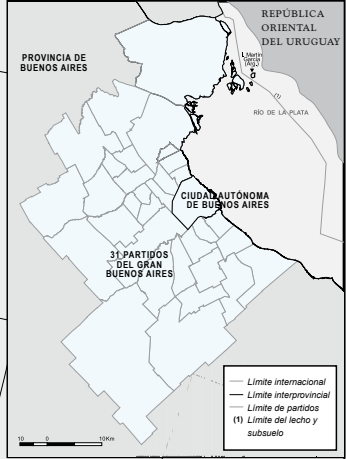 REPÚBLICA
ORIENTAL
DEL URUGUAY
PROVINCIA DE
BUENOS AIRES
I. Martín
García
(Arg.)
(1)
RÍO DE LA PLATA
CIUDAD AUTÓNOMA
DE BUENOS AIRES
31 PARTIDOS
DEL GRAN
BUENOS AIRES
Límite internacional
Límite interprovincial
Límite de partidos
(1) Límite del lecho y
subsuelo
10 0 10Km